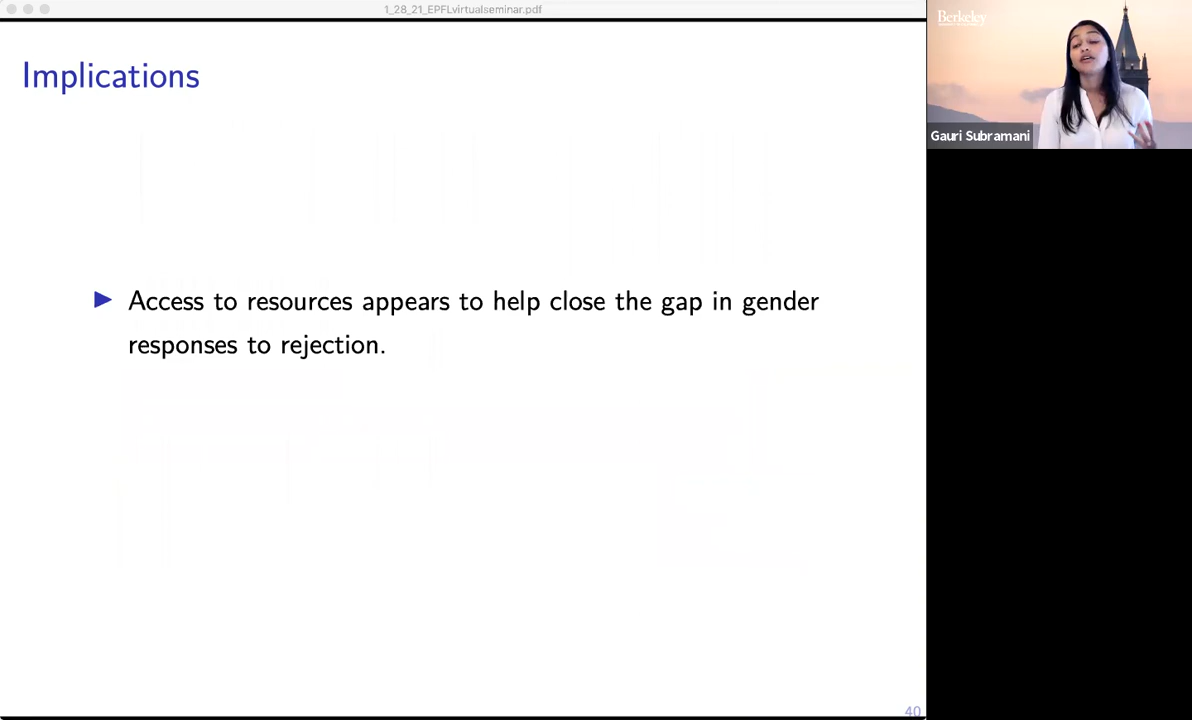 1_28_21_EPFLvirtualseminar.pdf
Implications
Access to resources appears to help close the gap in gender
responses to rejection.
40
Berkeley
Gauri Subramani